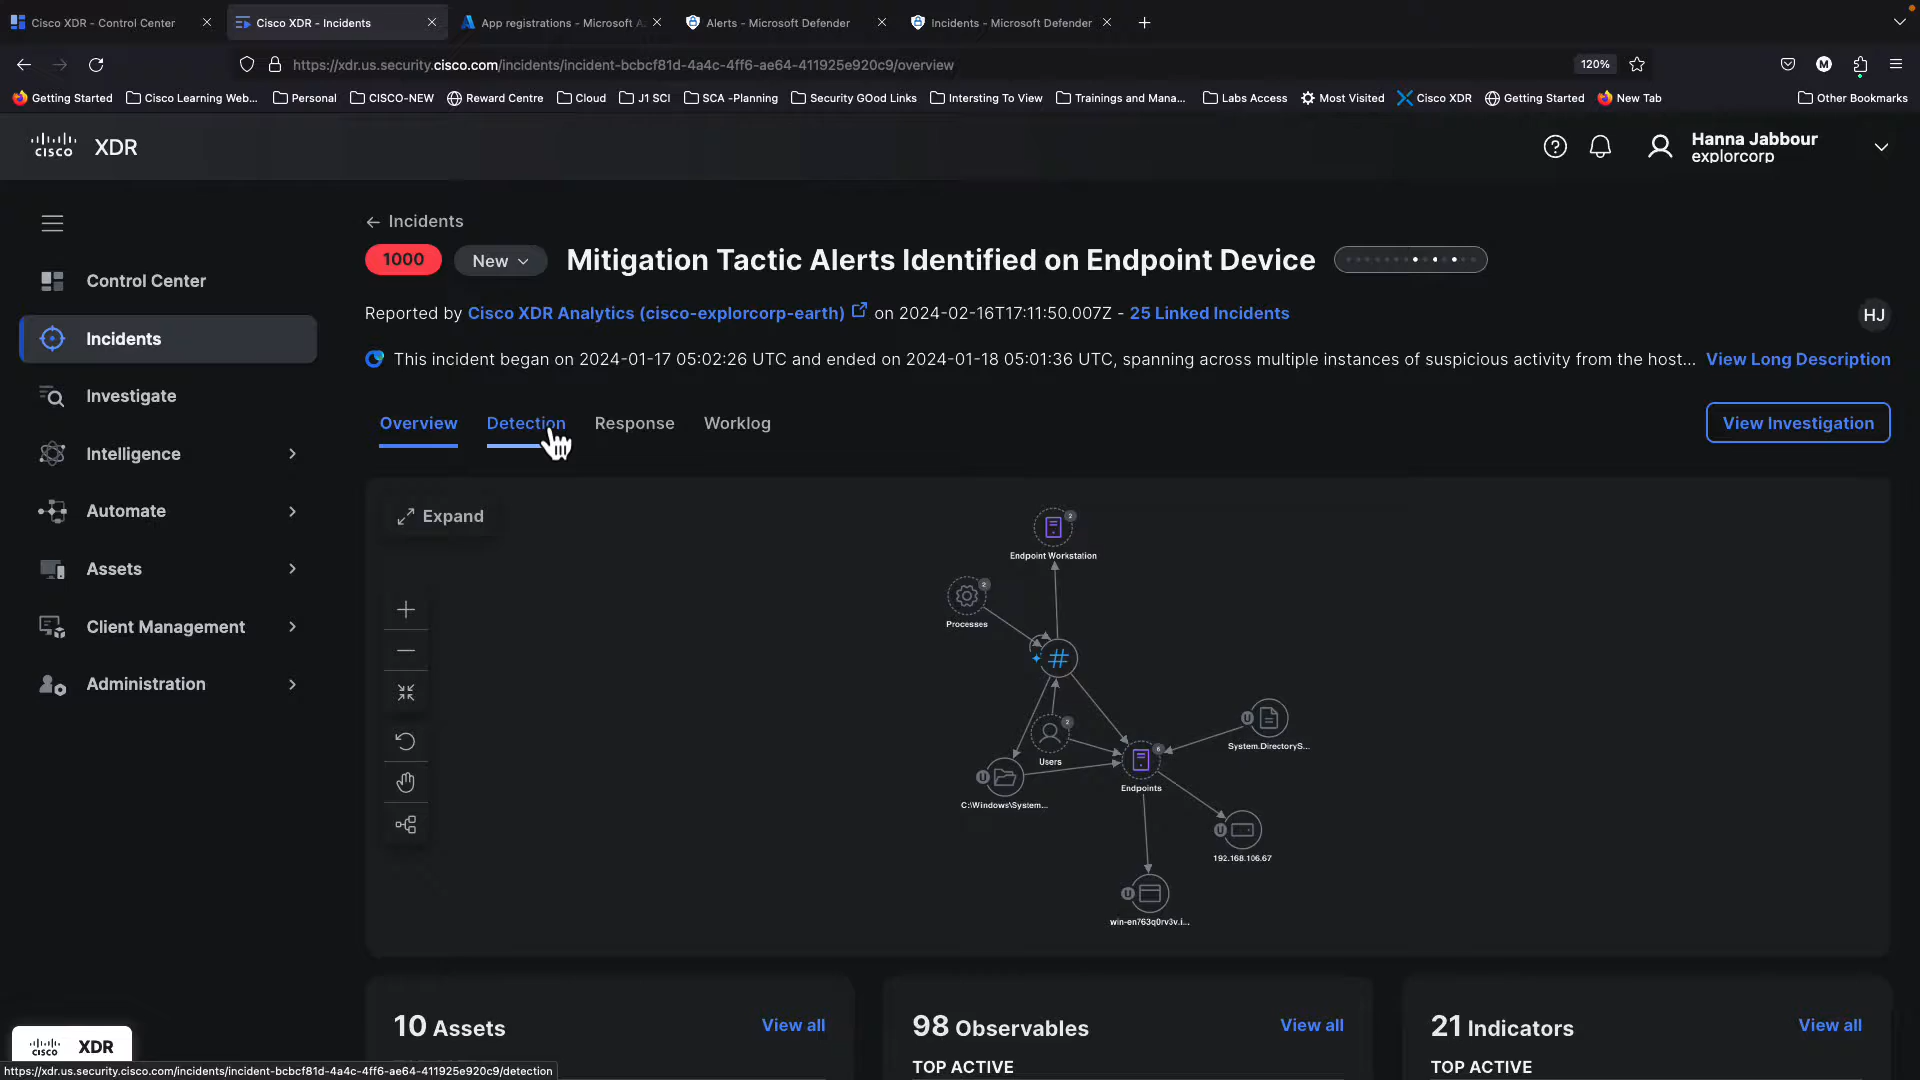 Cisco XDR - Control Center
Cisco XDR - Incidents
App registrations - Microsoft A
Alerts - Microsoft Defender
Incidents - Microsoft Defender
https://xdr.us.security.cisco.com/incidents/incident-bcbcf81d-4a4c-4ff6-ae64-411925e920c9/overview
120%
M
Getting Started
Cisco Learning Web...
Personal
CISCO-NEW
Reward Centre
Cloud
J1 SCI
SCA -Planning
Security GOod Links
Intersting To View
Trainings and Mana...
Labs Access
Most Visited
Cisco XDR
Getting Started
New Tab
Other Bookmarks
cisco
XDR
Hanna Jabbour
explorcorp
Control Center
Incidents
Investigate
Intelligence
Automate
Assets
Client Management
Administration
← Incidents
1000
New
Mitigation Tactic Alerts Identified on Endpoint Device
Reported by Cisco XDR Analytics (cisco-explorcorp-earth) on 2024-02-16T17:11:50.007Z - 25 Linked Incidents
HJ
This incident began on 2024-01-17 05:02:26 UTC and ended on 2024-01-18 05:01:36 UTC, spanning across multiple instances of suspicious activity from the host... View Long Description
Overview
Detection
Response
Worklog
View Investigation
Expand
2
Endpoint Workstation
2
Processes
#
2
Users
U
C:\Windows\System...
6
Endpoints
U
System.DirectoryS...
U
192.168.106.67
U
win-en763q0rv3v.i...
10 Assets
View all
98 Observables
View all
TOP ACTIVE
21 Indicators
View all
TOP ACTIVE
cisco
XDR
https://xdr.us.security.cisco.com/incidents/incident-bcbcf81d-4a4c-4ff6-ae64-411925e920c9/detection